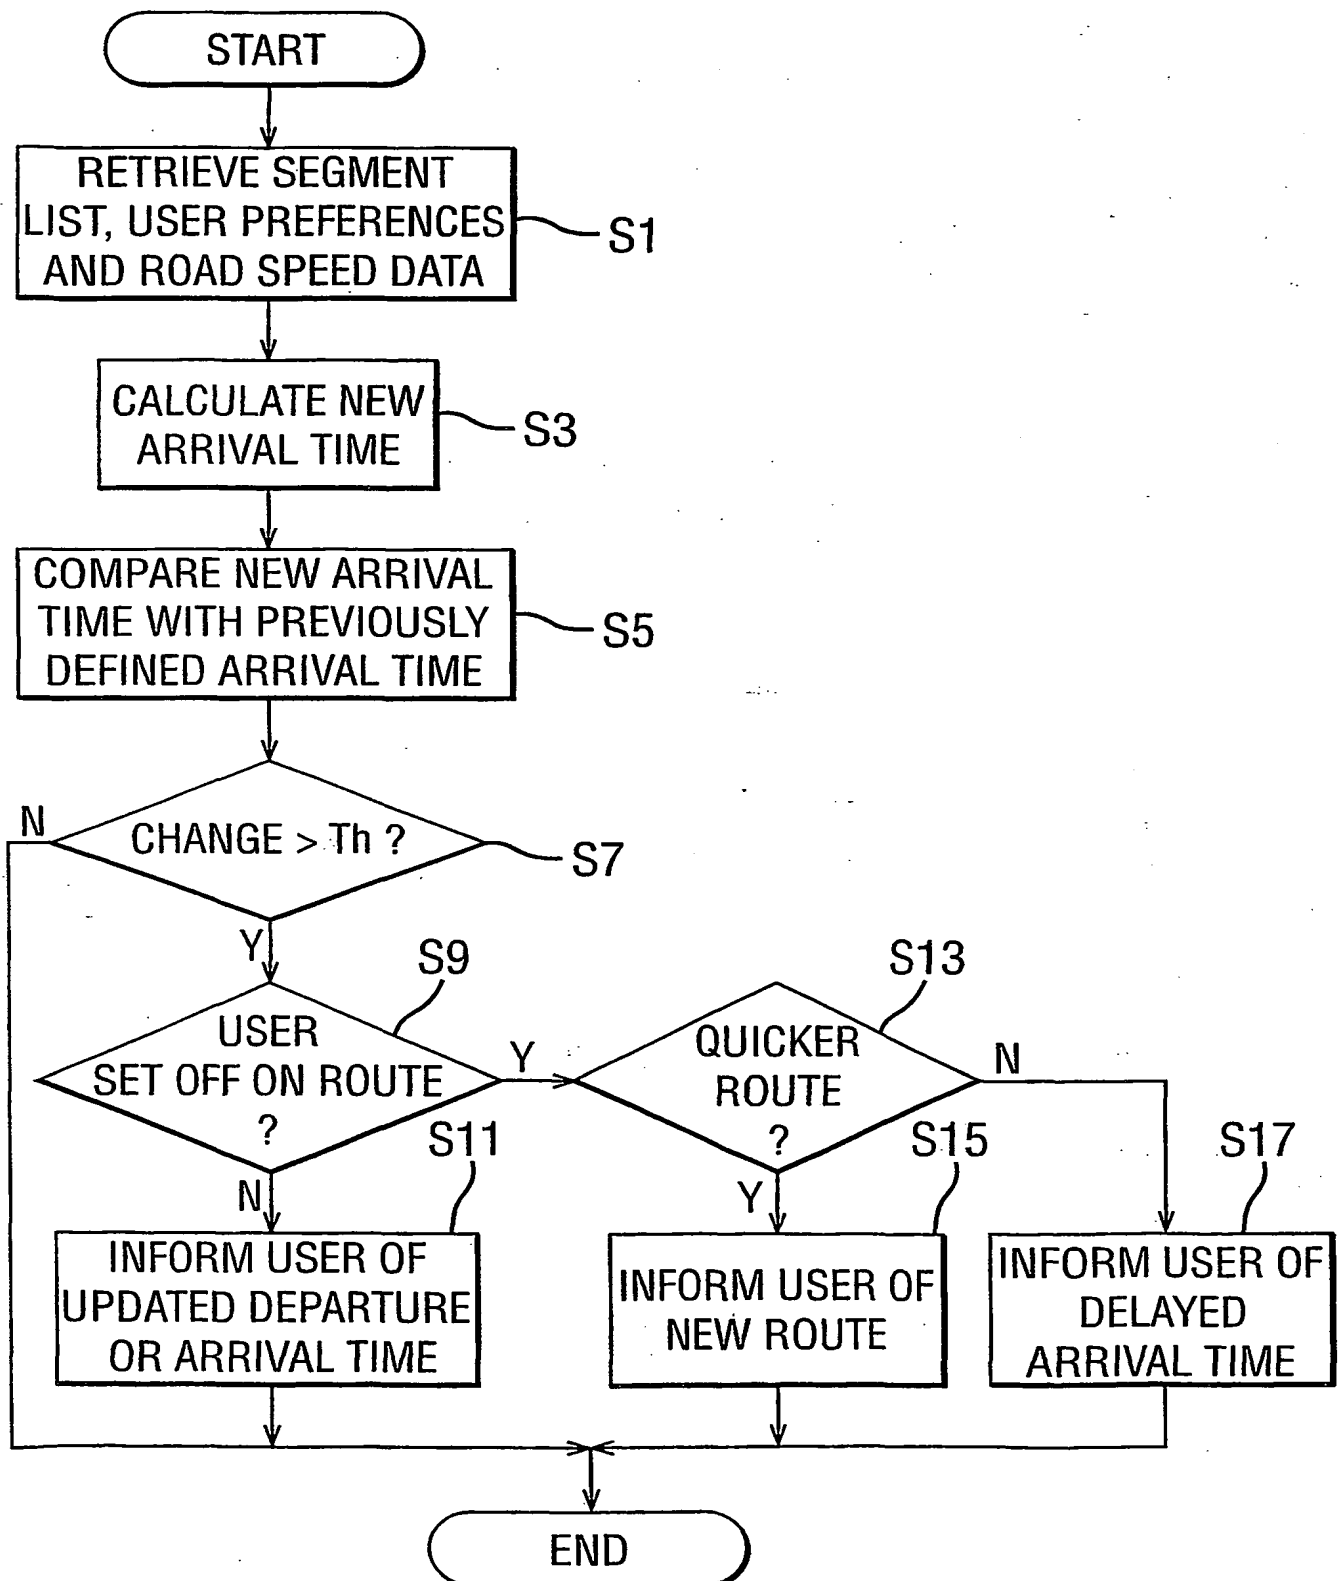 START
RETRIEVE SEGMENT
LIST, USER PREFERENCES
AND ROAD SPEED DATA
S1
CALCULATE NEW
ARRIVAL TIME
S3
COMPARE NEW ARRIVAL
TIME WITH PREVIOUSLY
DEFINED ARRIVAL TIME
S5
N
CHANGE > Th ?
S7
Y
S9
USER
SET OFF ON ROUTE
?
Y
S13
QUICKER
ROUTE
?
N
N
S11
INFORM USER OF
UPDATED DEPARTURE
OR ARRIVAL TIME
Y
S15
INFORM USER OF
NEW ROUTE
S17
INFORM USER OF
DELAYED
ARRIVAL TIME
END